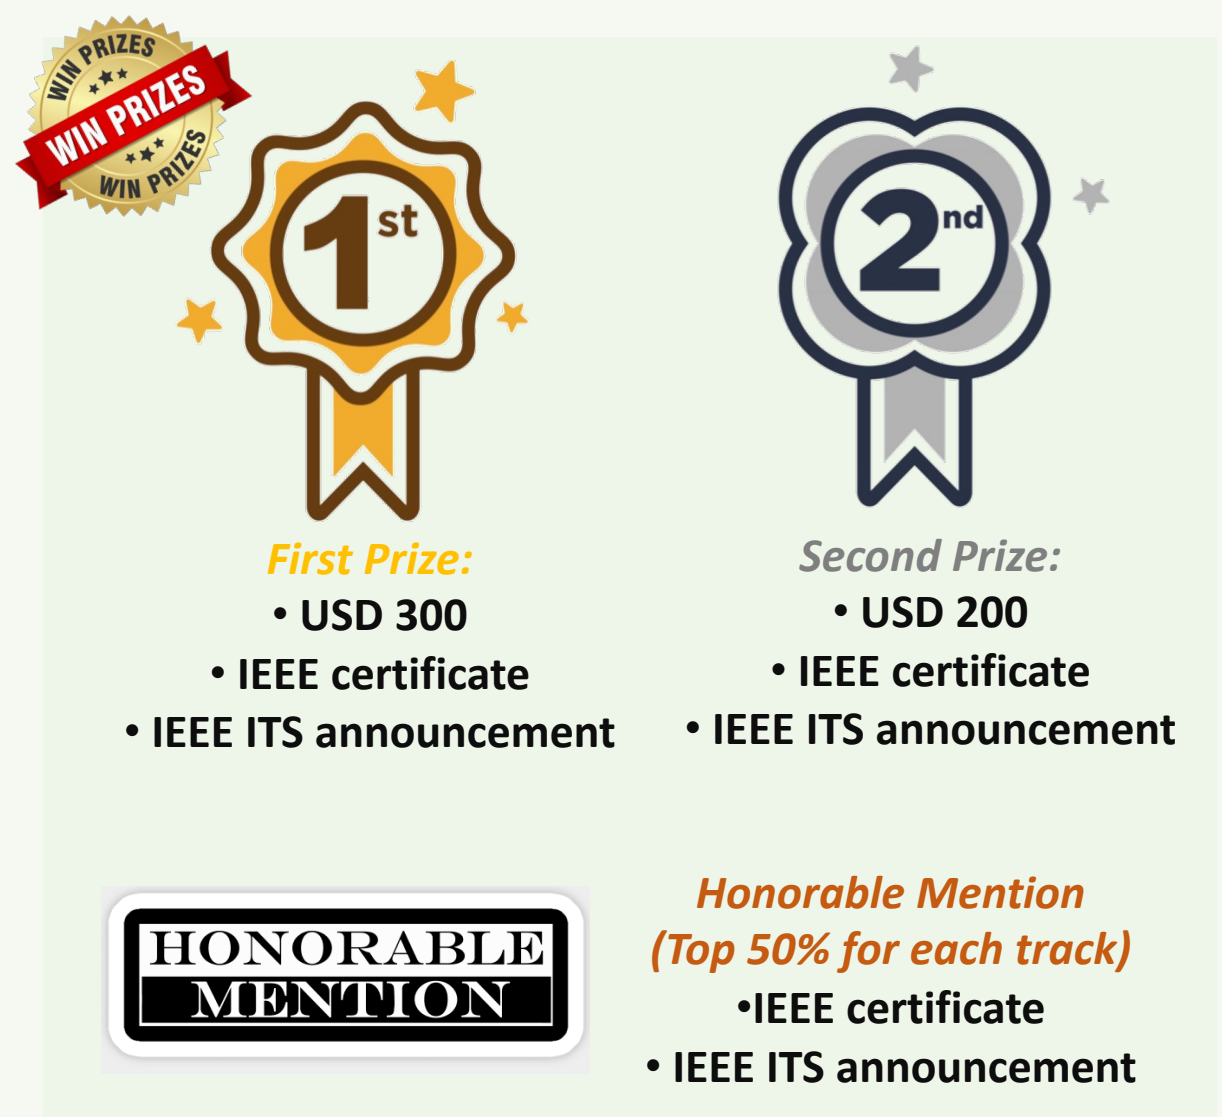 WIN PRIZES
WIN PRIZES
WIN PRIZES
1st
2nd
First Prize:
• USD 300
• IEEE certificate
• IEEE ITS announcement
Second Prize:
• USD 200
• IEEE certificate
• IEEE ITS announcement
HONORABLE
MENTION
Honorable Mention
(Top 50% for each track)
•IEEE certificate
• IEEE ITS announcement